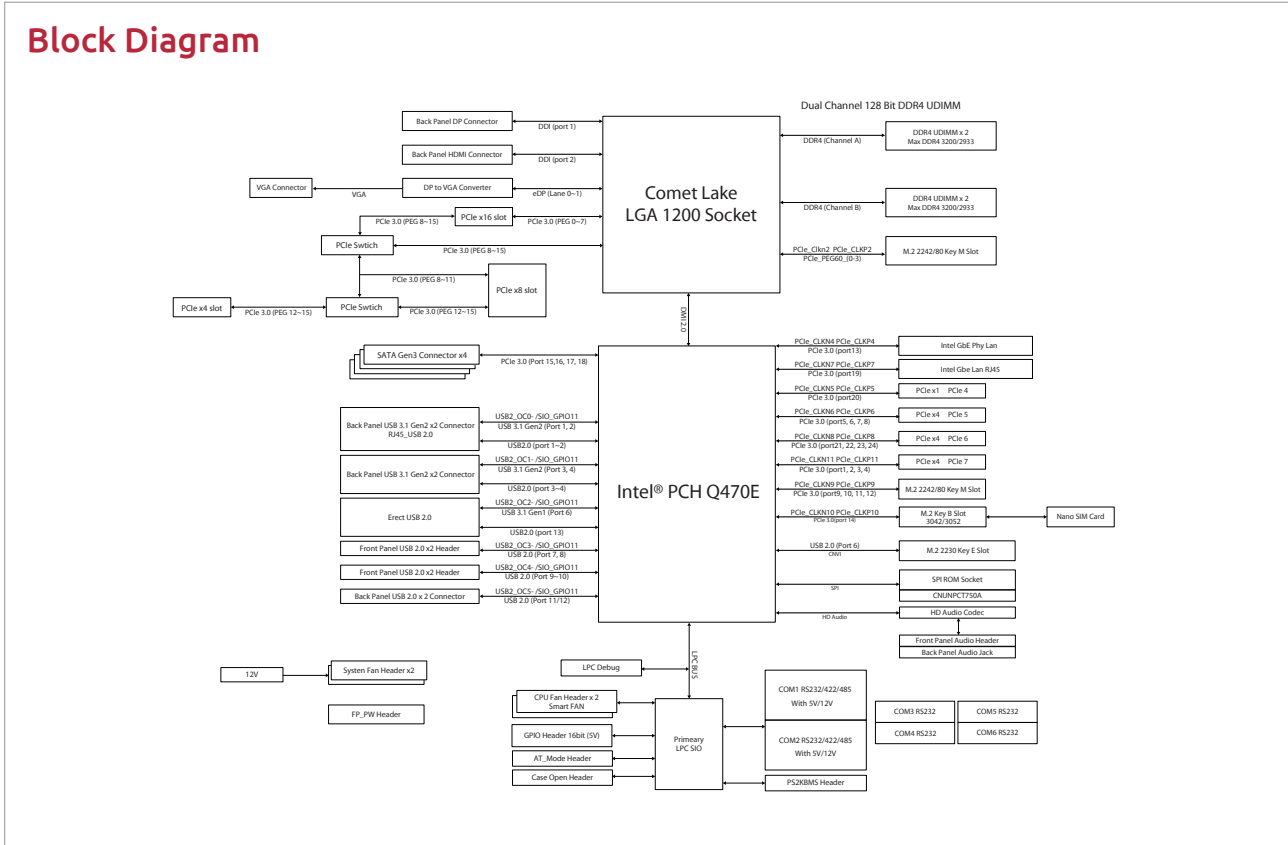 Block Diagram
Dual Channel 128 Bit DDR4 UDIMM
Back Panel DP Connector
DDI (port 1)
Back Panel HDMI Connector
DDI (port 2)
VGA Connector
VGA
DP to VGA Converter
eDP (Lane 0~1)
PCIe 3.0 (PEG 8~15)
PCIe x16 slot
PCIe 3.0 (PEG 0~7)
PCIe Swtich
PCIe 3.0 (PEG 8~15)
PCIe 3.0 (PEG 8~11)
PCIe x8 slot
PCIe x4 slot
PCIe 3.0 (PEG 12~15)
PCIe Swtich
PCIe 3.0 (PEG 12~15)
Comet Lake
LGA 1200 Socket
DDR4 (Channel A)
DDR4 UDIMM x 2
Max DDR4 3200/2933
DDR4 (Channel B)
DDR4 UDIMM x 2
Max DDR4 3200/2933
PCIe_Clkn2 PCIe_CLKP2
PCIe_PEG60_(0-3)
M.2 2242/80 Key M Slot
DMI 2.0
SATA Gen3 Connector x4
PCIe 3.0 (Port 15,16, 17, 18)
Back Panel USB 3.1 Gen2 x2 Connector
RJ45_USB 2.0
USB2_OC0- /SIO_GPIO11
USB 3.1 Gen2 (Port 1, 2)
USB2.0 (port 1~2)
Back Panel USB 3.1 Gen2 x2 Connector
USB2_OC1- /SIO_GPIO11
USB 3.1 Gen2 (Port 3, 4)
USB2.0 (port 3~4)
Erect USB 2.0
USB2_OC2- /SIO_GPIO11
USB 3.1 Gen1 (Port 6)
USB2.0 (port 13)
Front Panel USB 2.0 x2 Header
USB2_OC3- /SIO_GPIO11
USB 2.0 (Port 7, 8)
Front Panel USB 2.0 x2 Header
USB2_OC4- /SIO_GPIO11
USB 2.0 (Port 9~10)
Back Panel USB 2.0 x 2 Connector
USB2_OC5- /SIO_GPIO11
USB 2.0 (Port 11/12)
Intel® PCH Q470E
PCIe_CLKN4 PCIe_CLKP4
PCIe 3.0 (port13)
Intel GbE Phy Lan
PCIe_CLKN7 PCIe_CLKP7
PCIe 3.0 (port19)
Intel Gbe Lan RJ45
PCIe_CLKN5 PCIe_CLKP5
PCIe 3.0 (port20)
PCIe x1 PCIe 4
PCIe_CLKN6 PCIe_CLKP6
PCIe 3.0 (port5, 6, 7, 8)
PCIe x4 PCIe 5
PCIe_CLKN8 PCIe_CLKP8
PCIe 3.0 (port21, 22, 23, 24)
PCIe x4 PCIe 6
PCIe_CLKN11 PCIe_CLKP11
PCIe 3.0 (port1, 2, 3, 4)
PCIe x4 PCIe 7
PCIe_CLKN9 PCIe_CLKP9
PCIe 3.0 (port9, 10, 11, 12)
M.2 2242/80 Key M Slot
PCIe_CLKN10 PCIe_CLKP10
PCIe 3.0(port 14)
M.2 Key B Slot
3042/3052
Nano SIM Card
USB 2.0 (Port 6)
CNVI
M.2 2230 Key E Slot
SPI
SPI ROM Socket
CNUNPCT750A
HD Audio
HD Audio Codec
Front Panel Audio Header
Back Panel Audio Jack
LPC BUS
LPC Debug
12V
Systen Fan Header x2
FP_PW Header
CPU Fan Header x 2
Smart FAN
GPIO Header 16bit (5V)
AT_Mode Header
Case Open Header
Primeary
LPC SIO
COM1 RS232/422/485
With 5V/12V
COM2 RS232/422/485
With 5V/12V
PS2KBMS Header
COM3 RS232
COM5 RS232
COM4 RS232
COM6 RS232